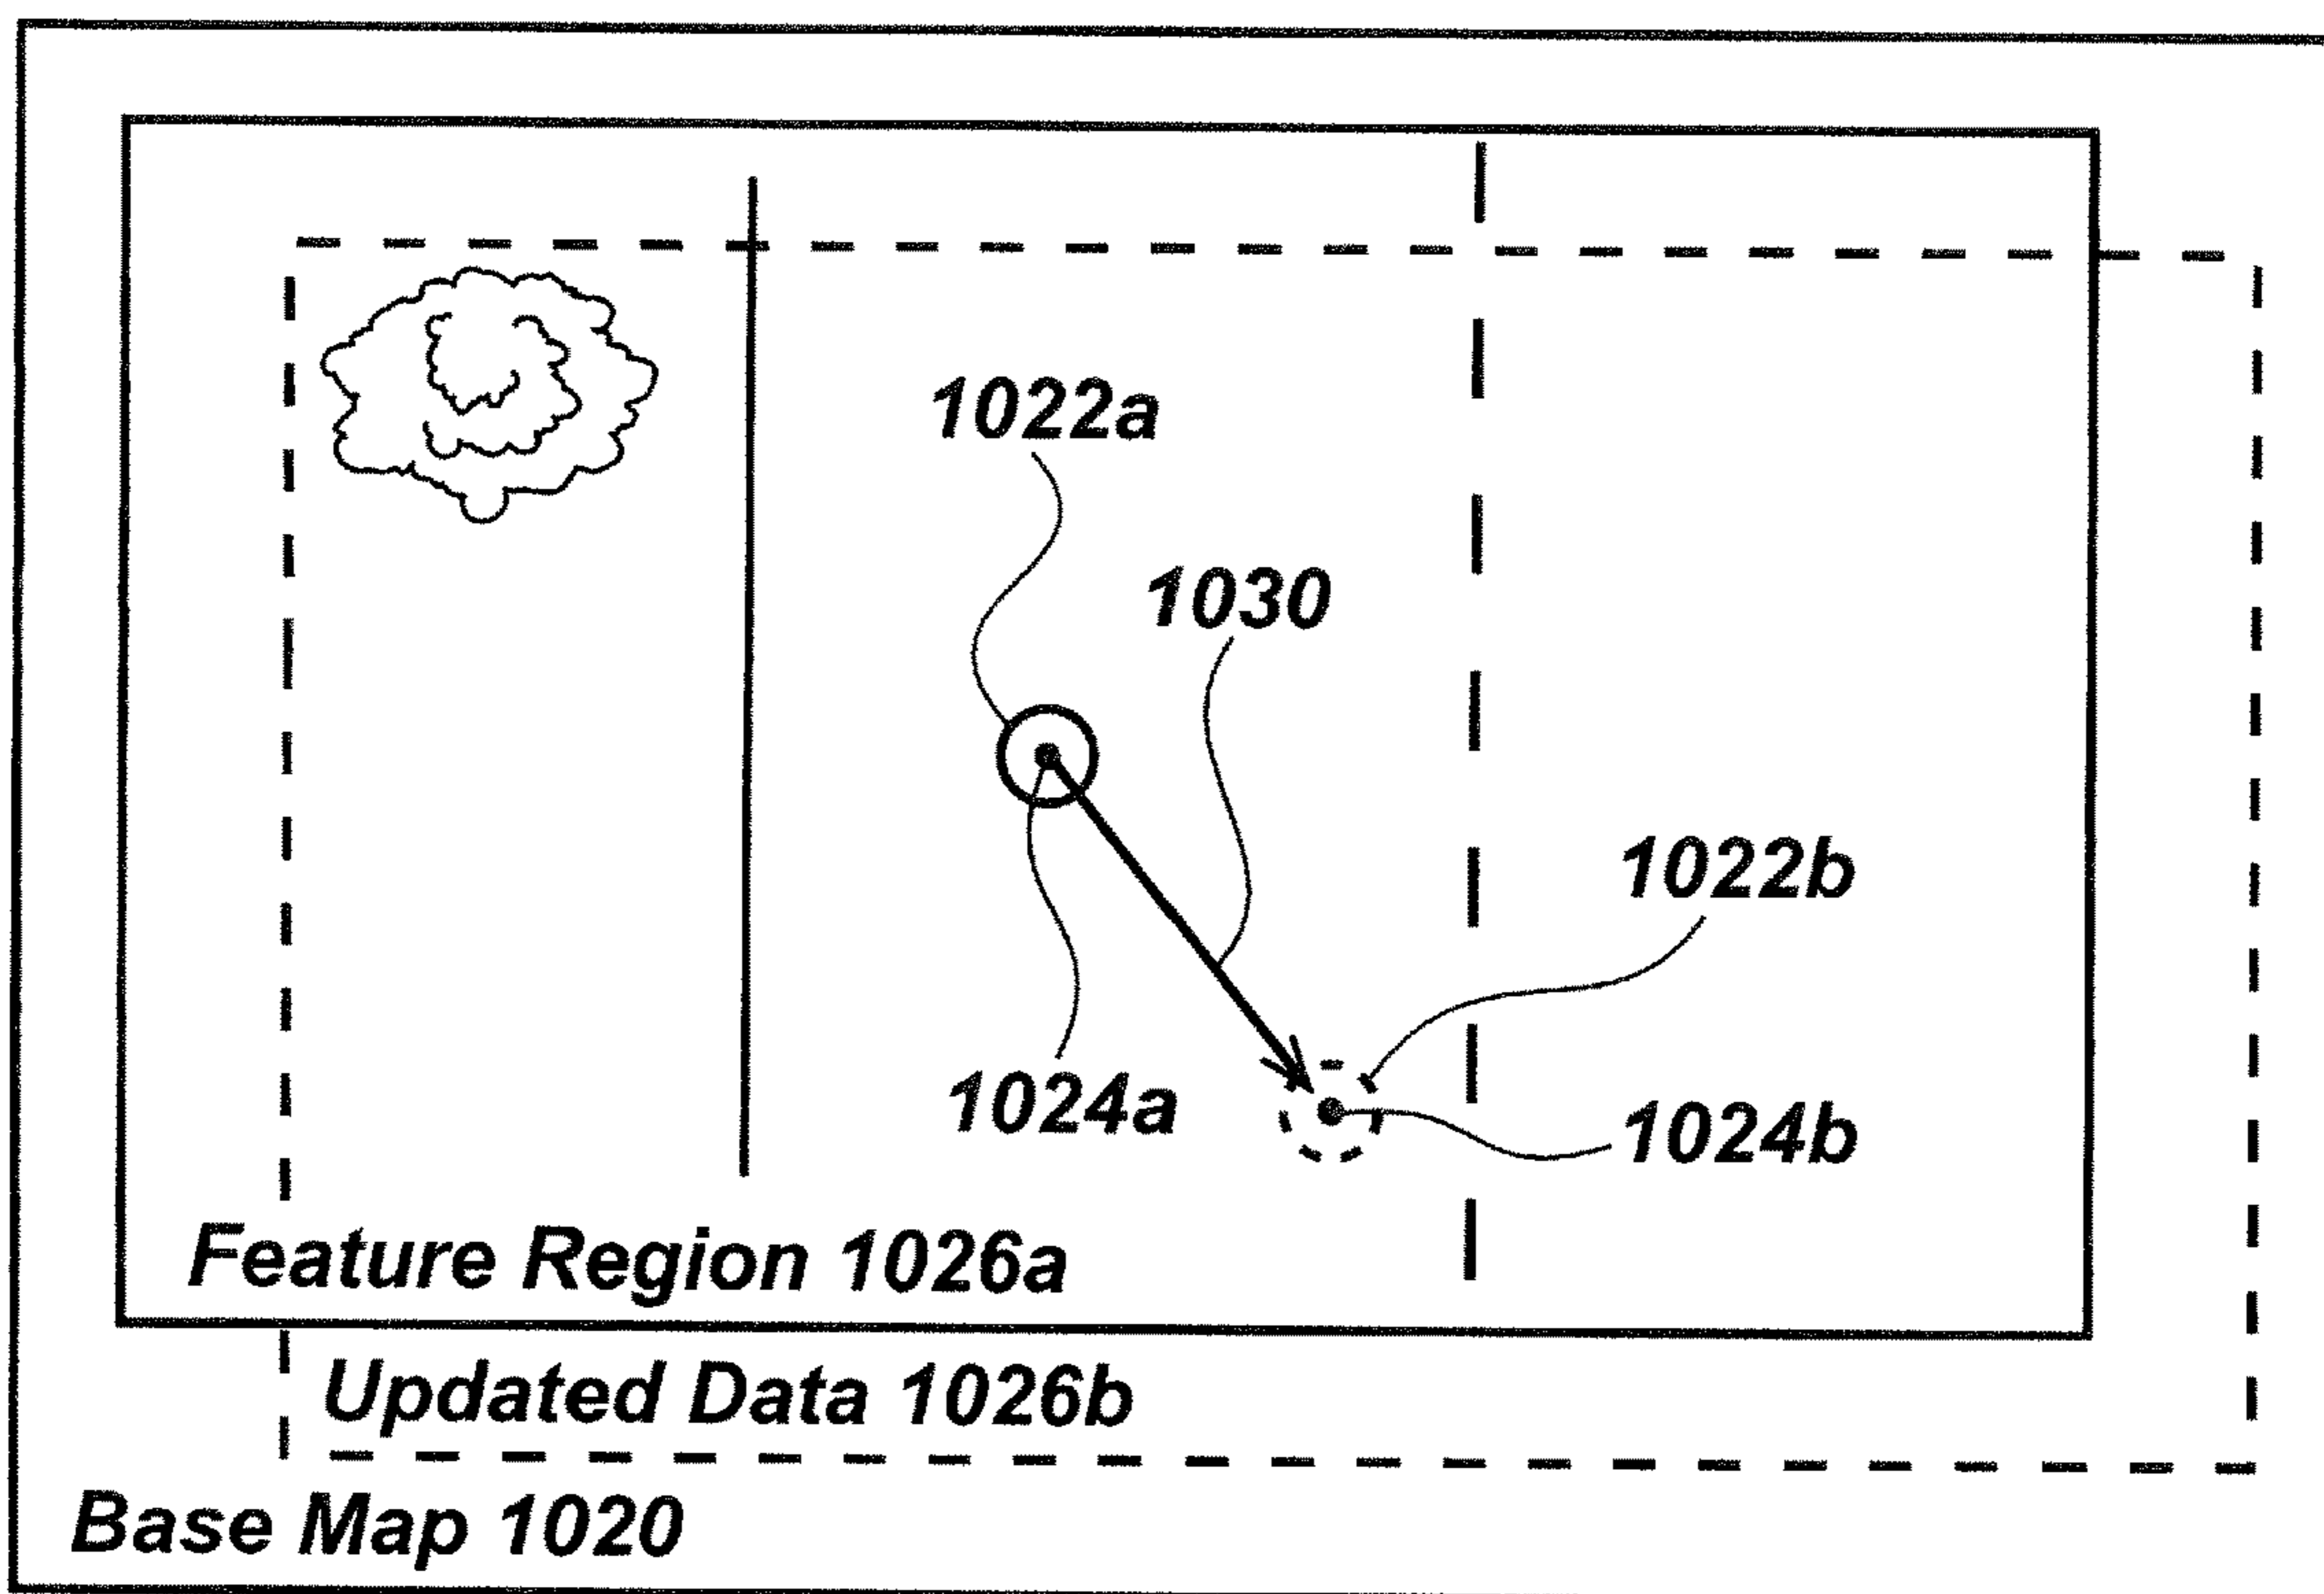 1022a
1030
1022b
1024a
1024b
Feature Region 1026a
Updated Data 1026b
Base Map 1020